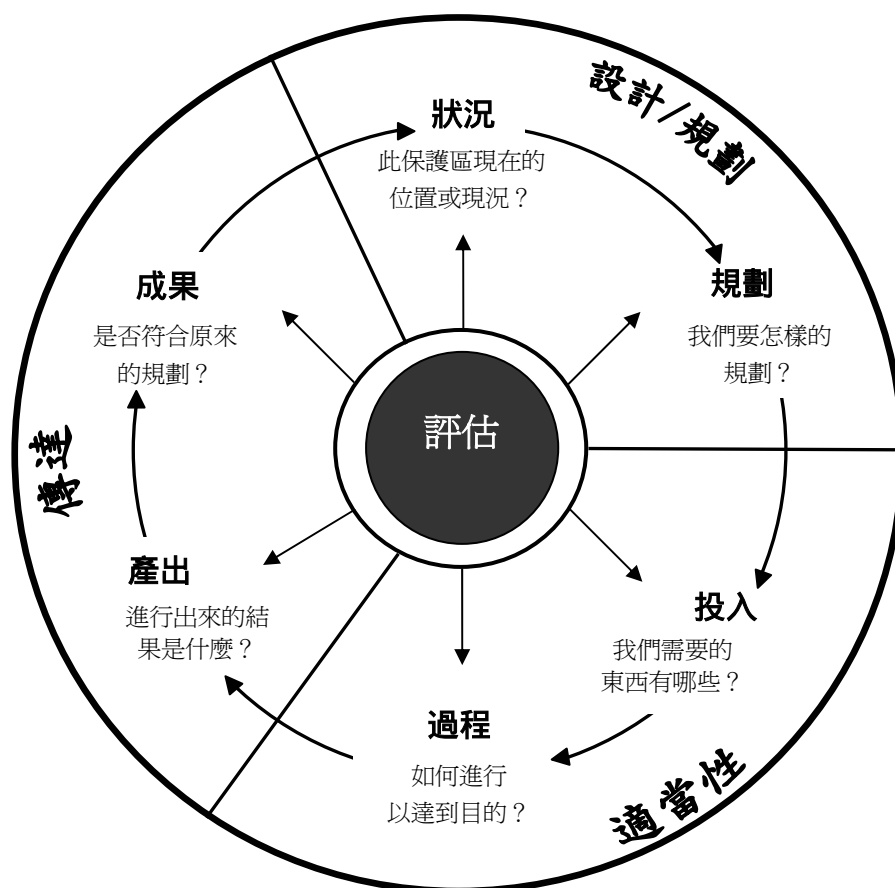 設計/規劃
狀況
此保護區現在的
位置或現況？
規劃
我們要怎樣的
規劃？
投入
我們需要的
東西有哪些？
適當性
過程
如何進行
以達到目的？
產出
進行出來的結
果是什麼？
傳達
成果
是否符合原來
的規劃？
評估